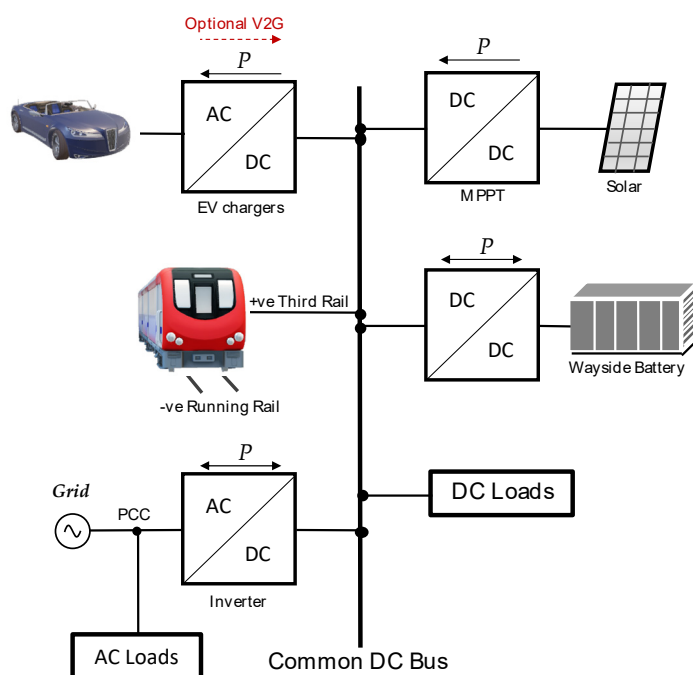 Optional V2G
P
P
AC
DC
DC
DC
EV chargers
MPPT
Solar
P
+ve Third Rail
DC
DC
-ve Running Rail
Wayside Battery
P
Grid
PCC
AC
DC
DC Loads
Inverter
AC Loads
Common DC Bus